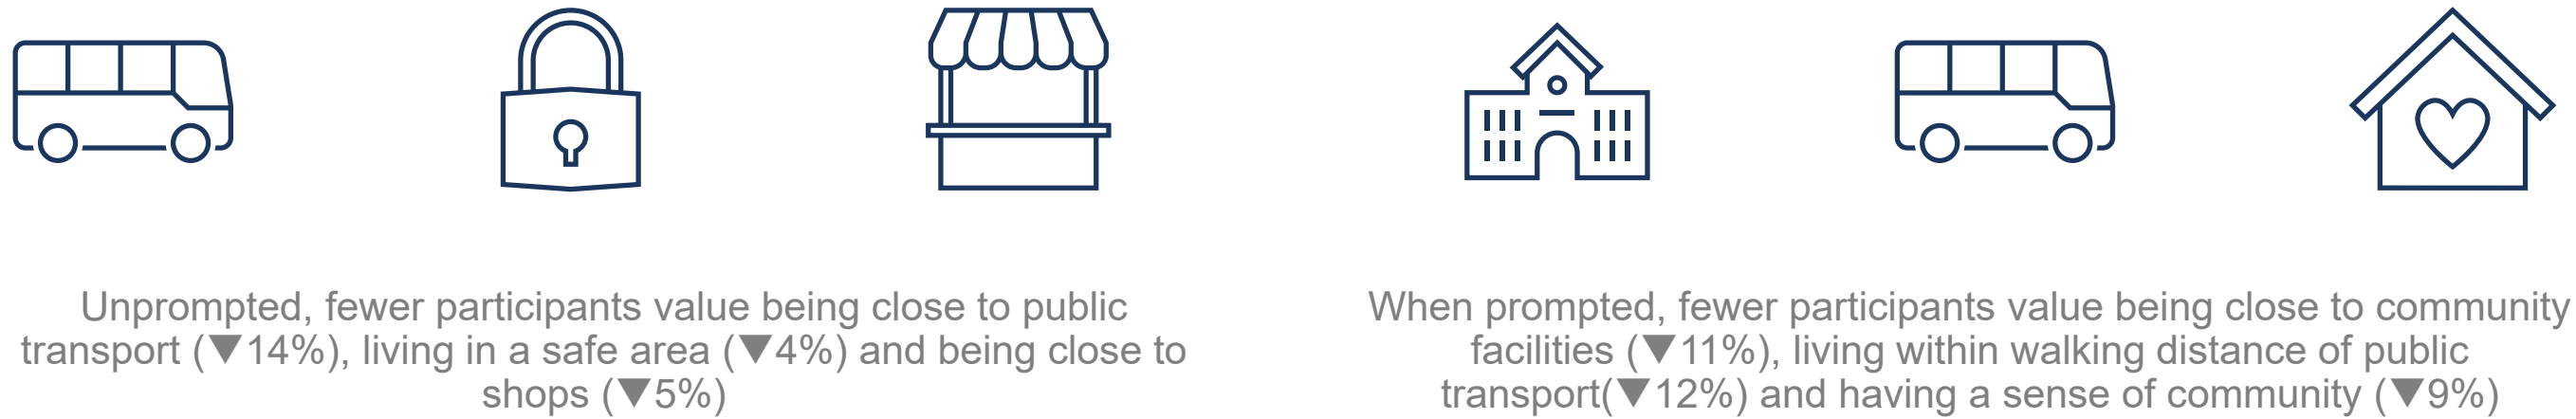 Unprompted, fewer participants value being close to public
transport (▼14%), living in a safe area (▼4%) and being close to
shops (▼5%)
When prompted, fewer participants value being close to community
facilities (▼11%), living within walking distance of public
transport(▼12%) and having a sense of community (▼9%)